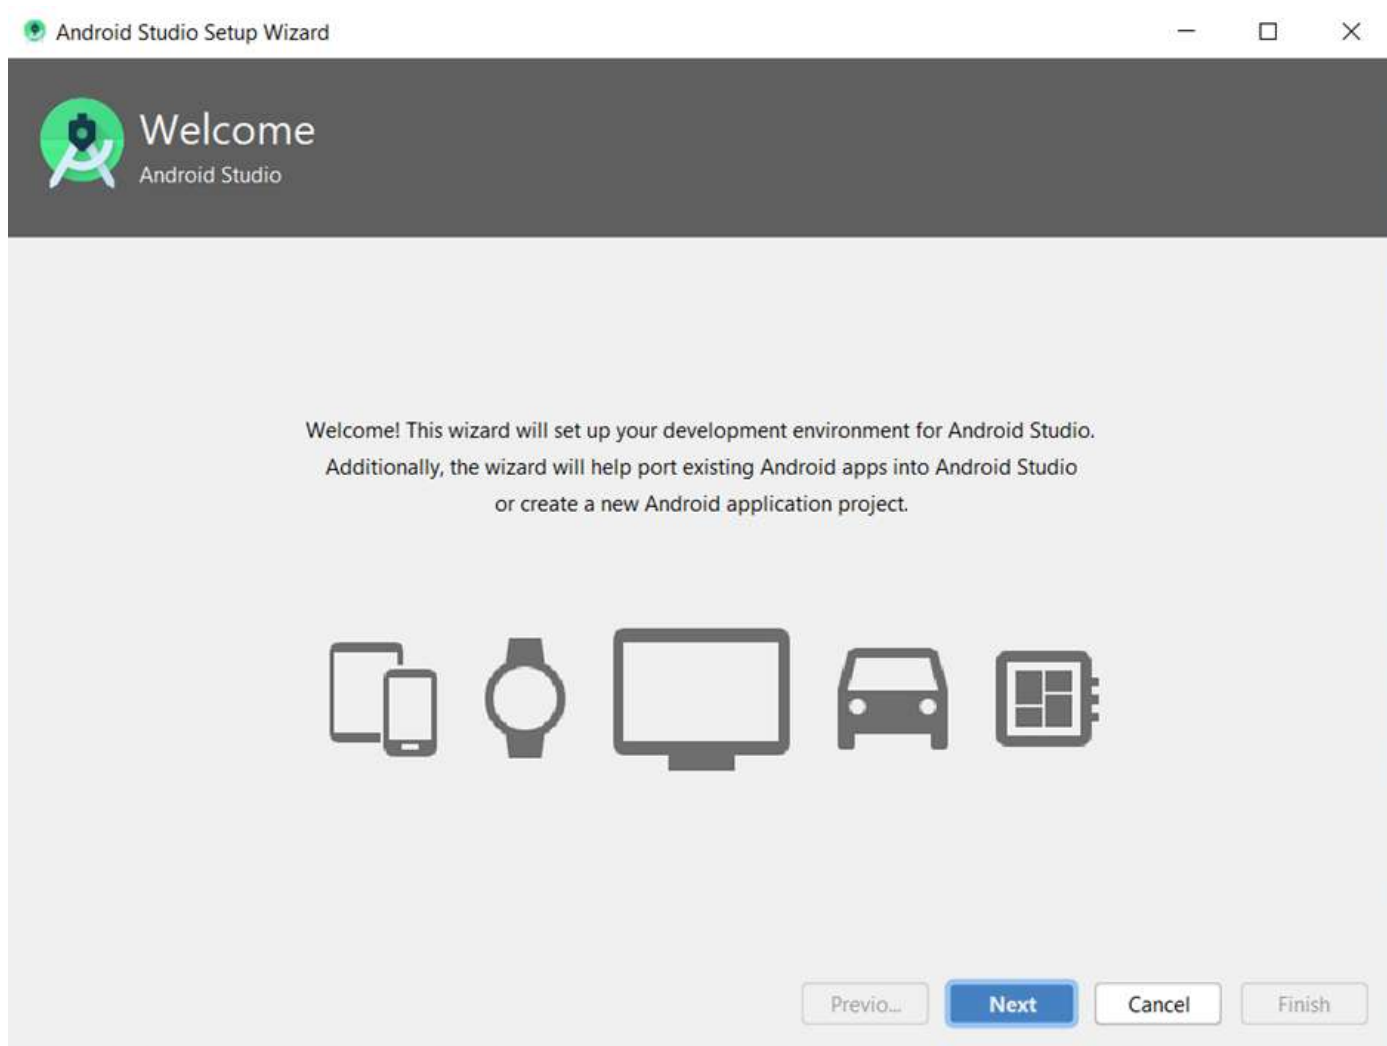 Android Studio Setup Wizard
Welcome
Android Studio
Welcome! This wizard will set up your development environment for Android Studio.
Additionally, the wizard will help port existing Android apps into Android Studio
or create a new Android application project.
Previo... Next Cancel Finish